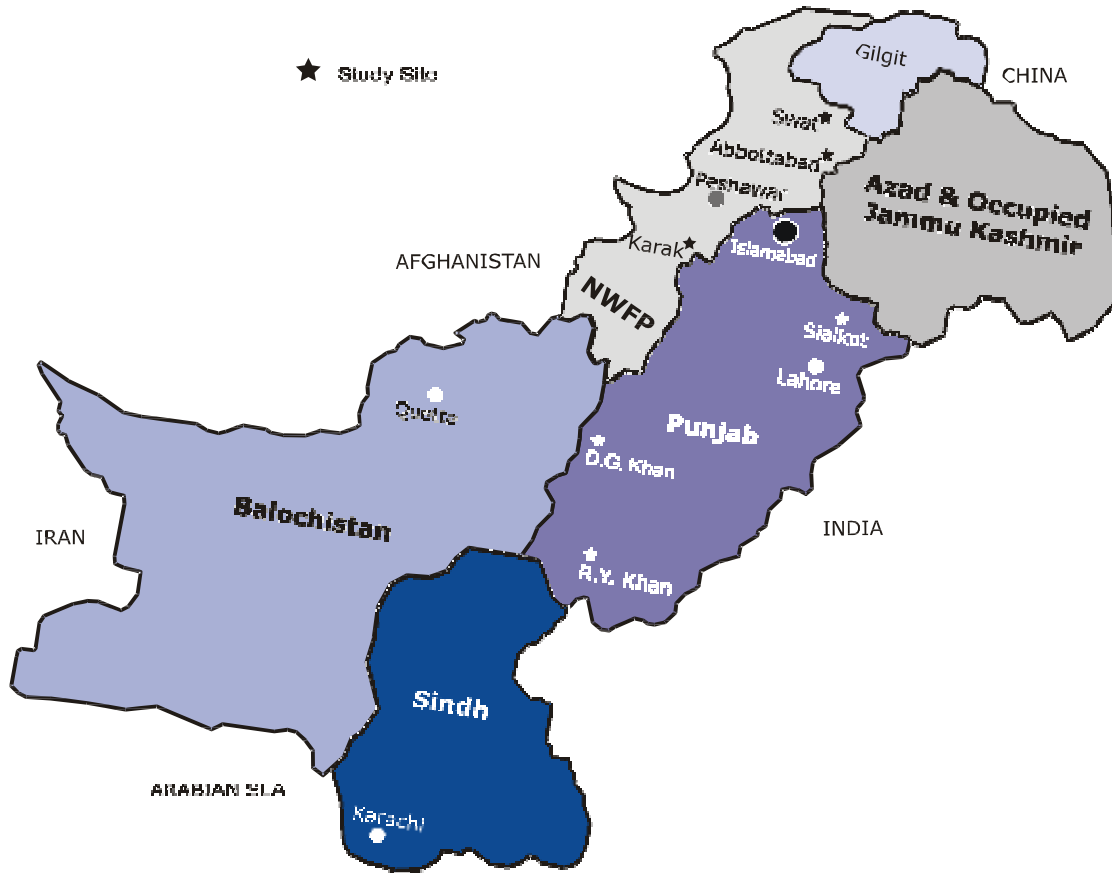 Study Site
Gilgit
CHINA
Swat
Abbottabad
Peshawar
Azad & Occupied
Jammu Kashmir
Karak
Islamabad
AFGHANISTAN
NWFP
Sialkot
Lahore
Quetta
Punjab
D.G. Khan
Balochistan
IRAN
INDIA
R.Y. Khan
Sindh
ARABIAN SEA
Karachi